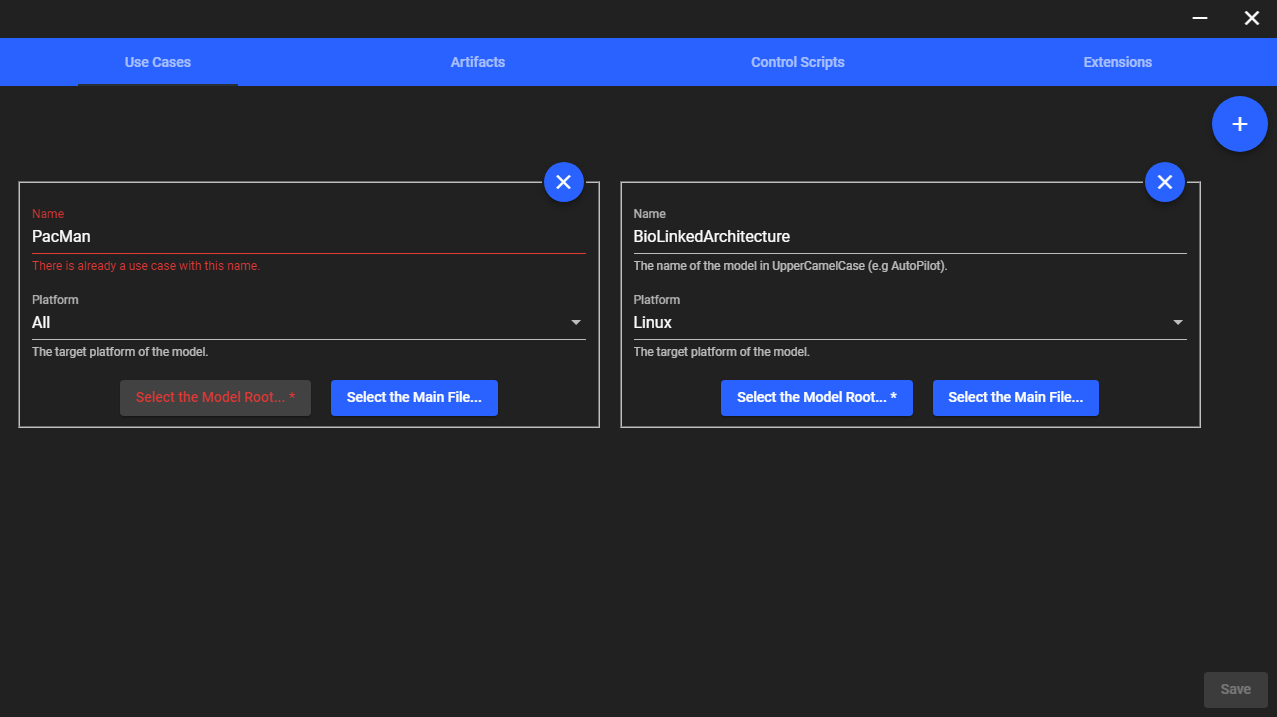 Use Cases
Artifacts
Control Scripts
Extensions
Name
PacMan
There is already a use case with this name.
Platform
All
The target platform of the model.
Select the Model Root... *
Select the Main File...
Name
BioLinkedArchitecture
The name of the model in UpperCamelCase (e.g AutoPilot).
Platform
Linux
The target platform of the model.
Select the Model Root... *
Select the Main File...
Save